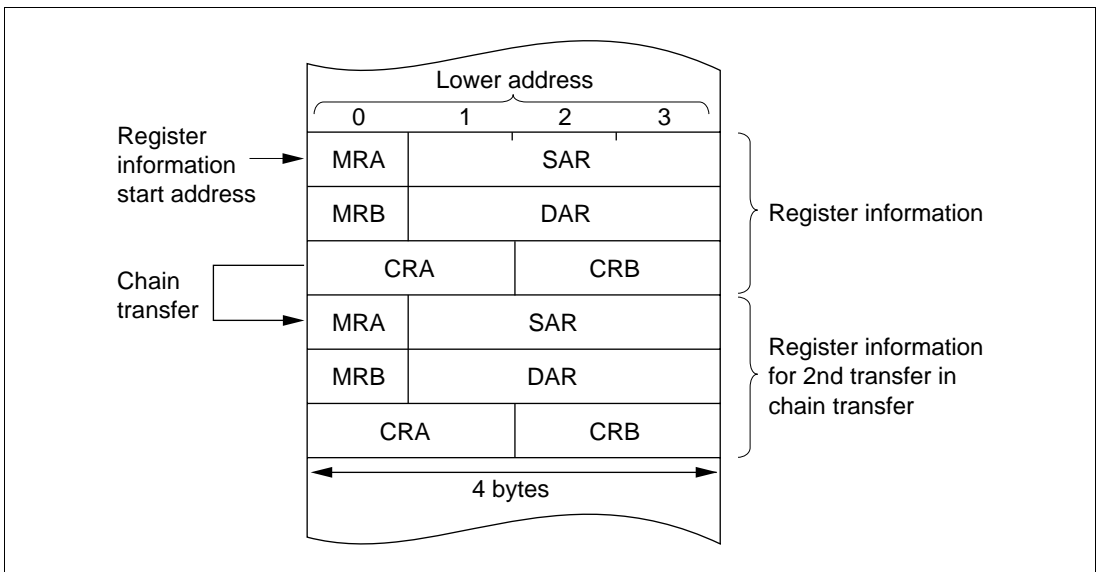 Lower address
0 1 2 3
Register
information
start address
MRA SAR
MRB DAR
Register information
CRA CRB
Chain
transfer
MRA SAR
MRB DAR
Register information
for 2nd transfer in
chain transfer
CRA CRB
4 bytes